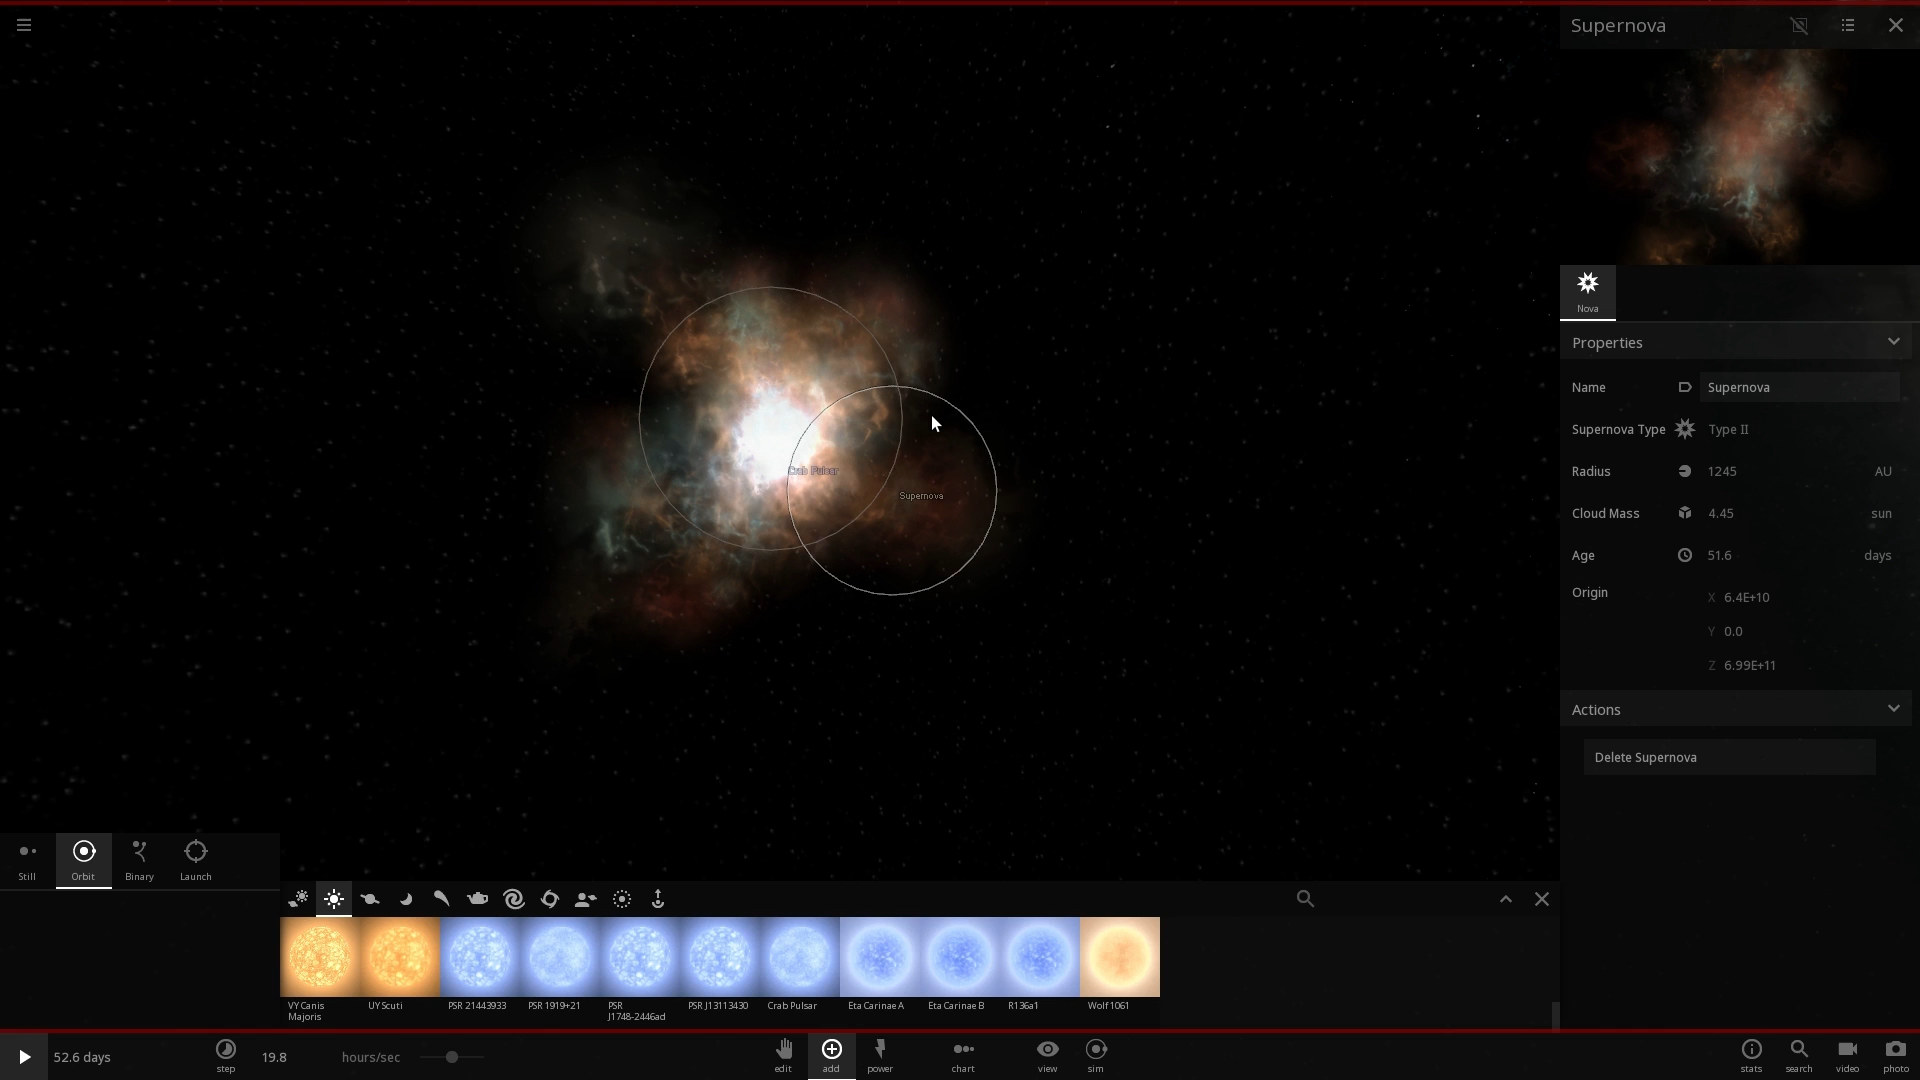 Supernova
Crab Pulsar
Supernova
Nova
Properties
Name Supernova
Supernova Type Type II
Radius 1245 AU
Cloud Mass 4.45 sun
Age 51.6 days
Origin X 6.4E+10
Y 0.0
Z 6.99E+11
Actions
Delete Supernova
Still Orbit Binary Launch
VY Canis Majoris
UY Scuti
PSR 21443933
PSR 1919+21
PSR J1748-2446ad
PSR J13113430
Crab Pulsar
Eta Carinae A
Eta Carinae B
R136a1
Wolf 1061
52.6 days step 19.8 hours/sec edit add power chart view sim stats search video photo